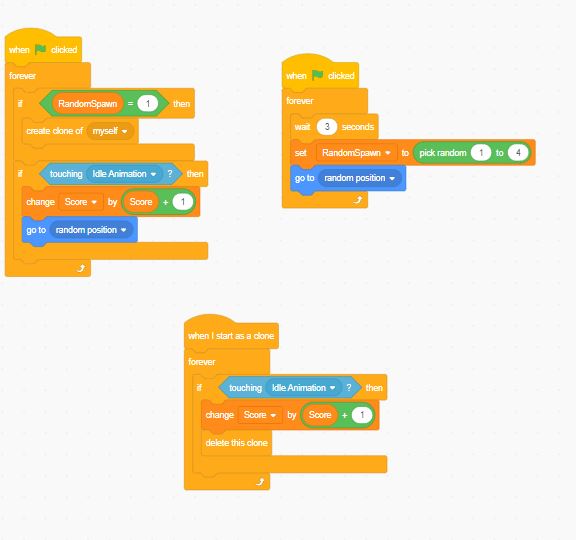 when clicked
forever
if RandomSpawn = 1 then
create clone of myself
if touching Idle Animation ? then
change Score by Score + 1
go to random position
when clicked
forever
wait 3 seconds
set RandomSpawn to pick random 1 to 4
go to random position
when I start as a clone
forever
if touching Idle Animation ? then
change Score by Score + 1
delete this clone